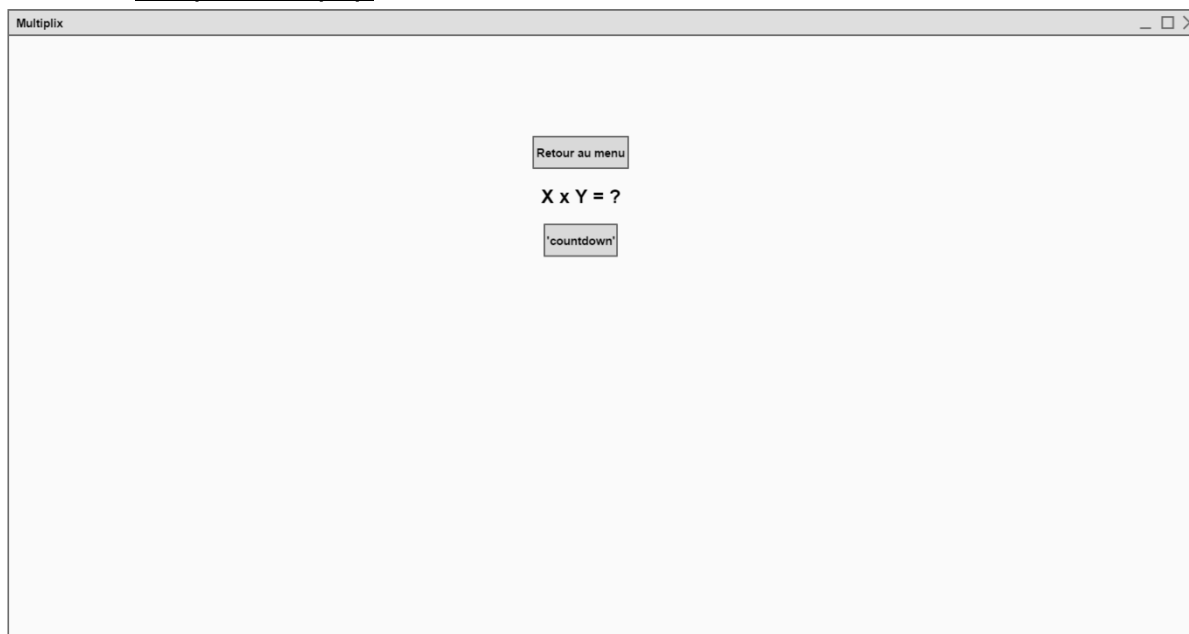 Multiplix
Retour au menu
X x Y = ?
'countdown'